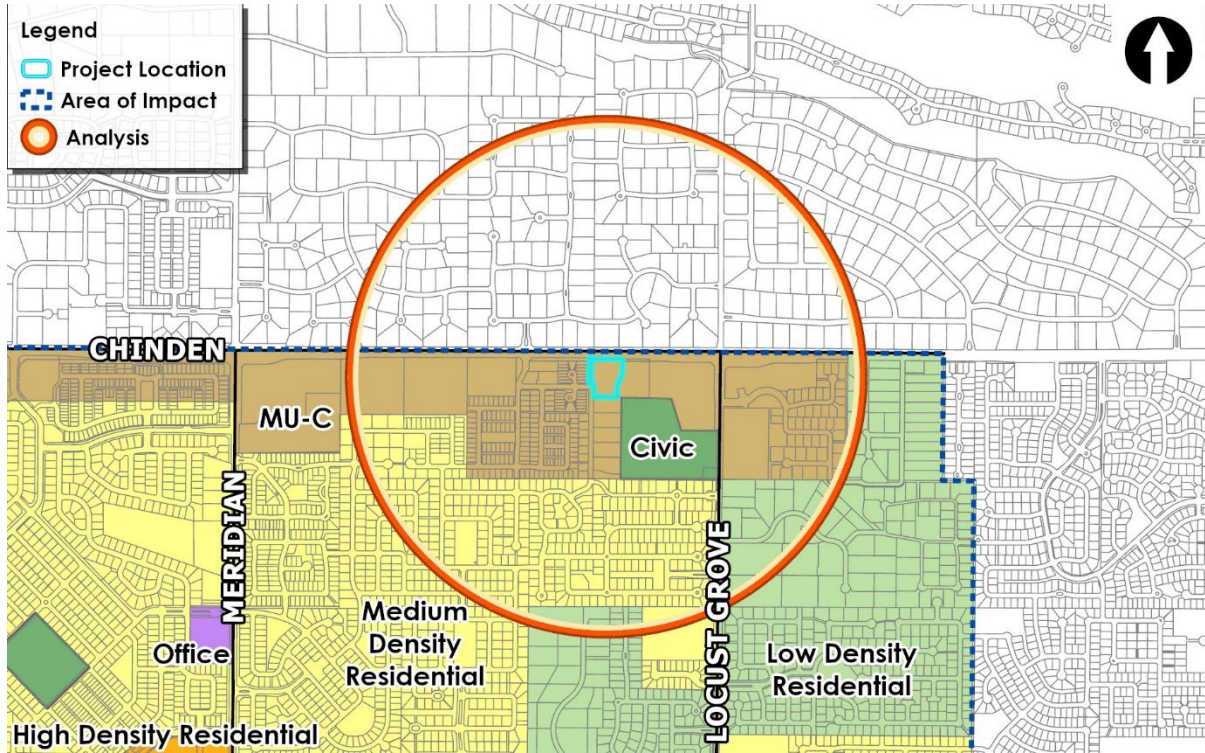 Legend
Project Location
Area of Impact
Analysis
CHINDEN
MU-C
Civic
MERIDIAN
LOCUST GROVE
Medium
Density
Residential
Office
Low Density
Residential
High Density Residential